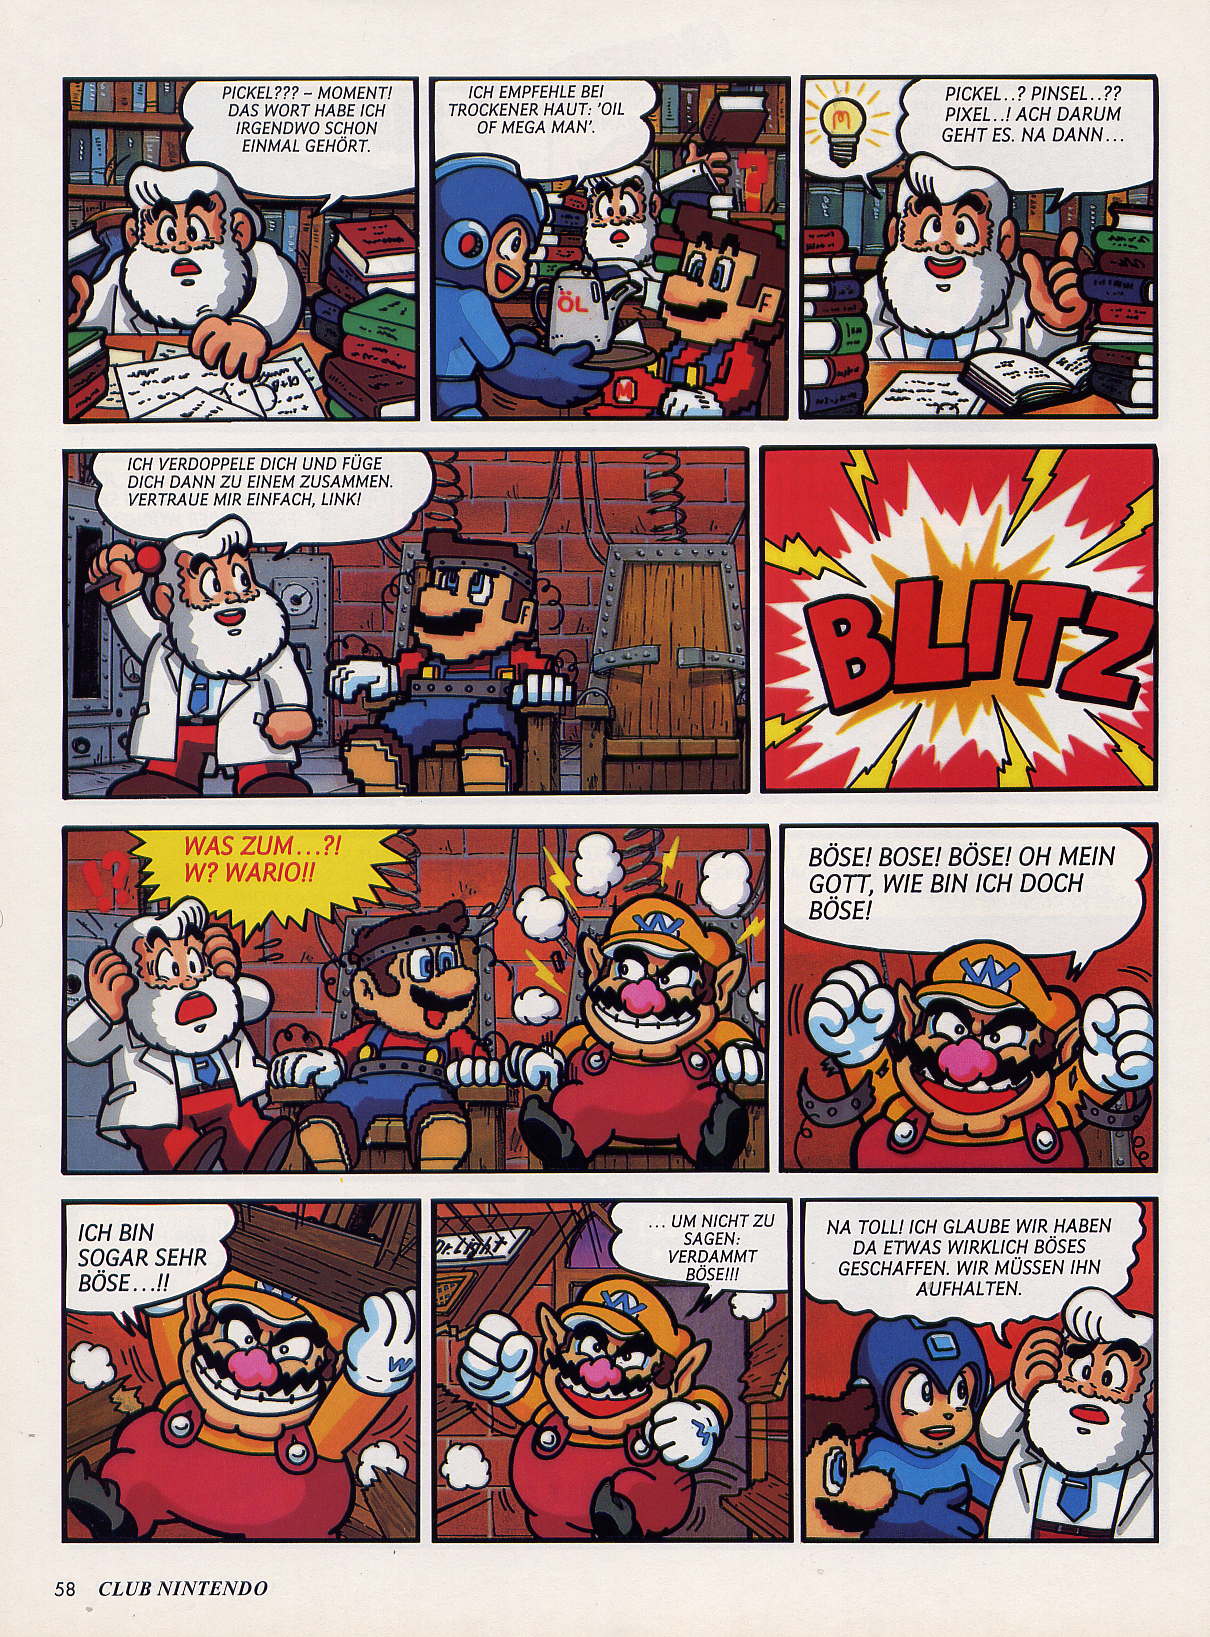 PICKEL??? – MOMENT!
DAS WORT HABE ICH
IRGENDWO SCHON
EINMAL GEHÖRT.
ICH EMPFEHLE BEI
TROCKENER HAUT: 'OIL
OF MEGA MAN'.
?
ÖL
M
M
PICKEL..? PINSEL..??
PIXEL..! ACH DARUM
GEHT ES. NA DANN...
ICH VERDOPPELE DICH UND FÜGE
DICH DANN ZU EINEM ZUSAMMEN.
VERTRAUE MIR EINFACH, LINK!
BLITZ
!?
WAS ZUM...?!
W? WARIO!!
W
BÖSE! BOSE! BÖSE! OH MEIN
GOTT, WIE BIN ICH DOCH
BÖSE!
W
ICH BIN
SOGAR SEHR
BÖSE...!!
W
W
... UM NICHT ZU
SAGEN:
VERDAMMT
BÖSE!!!
Dr. Light
W
W
NA TOLL! ICH GLAUBE WIR HABEN
DA ETWAS WIRKLICH BÖSES
GESCHAFFEN. WIR MÜSSEN IHN
AUFHALTEN.
58 CLUB NINTENDO